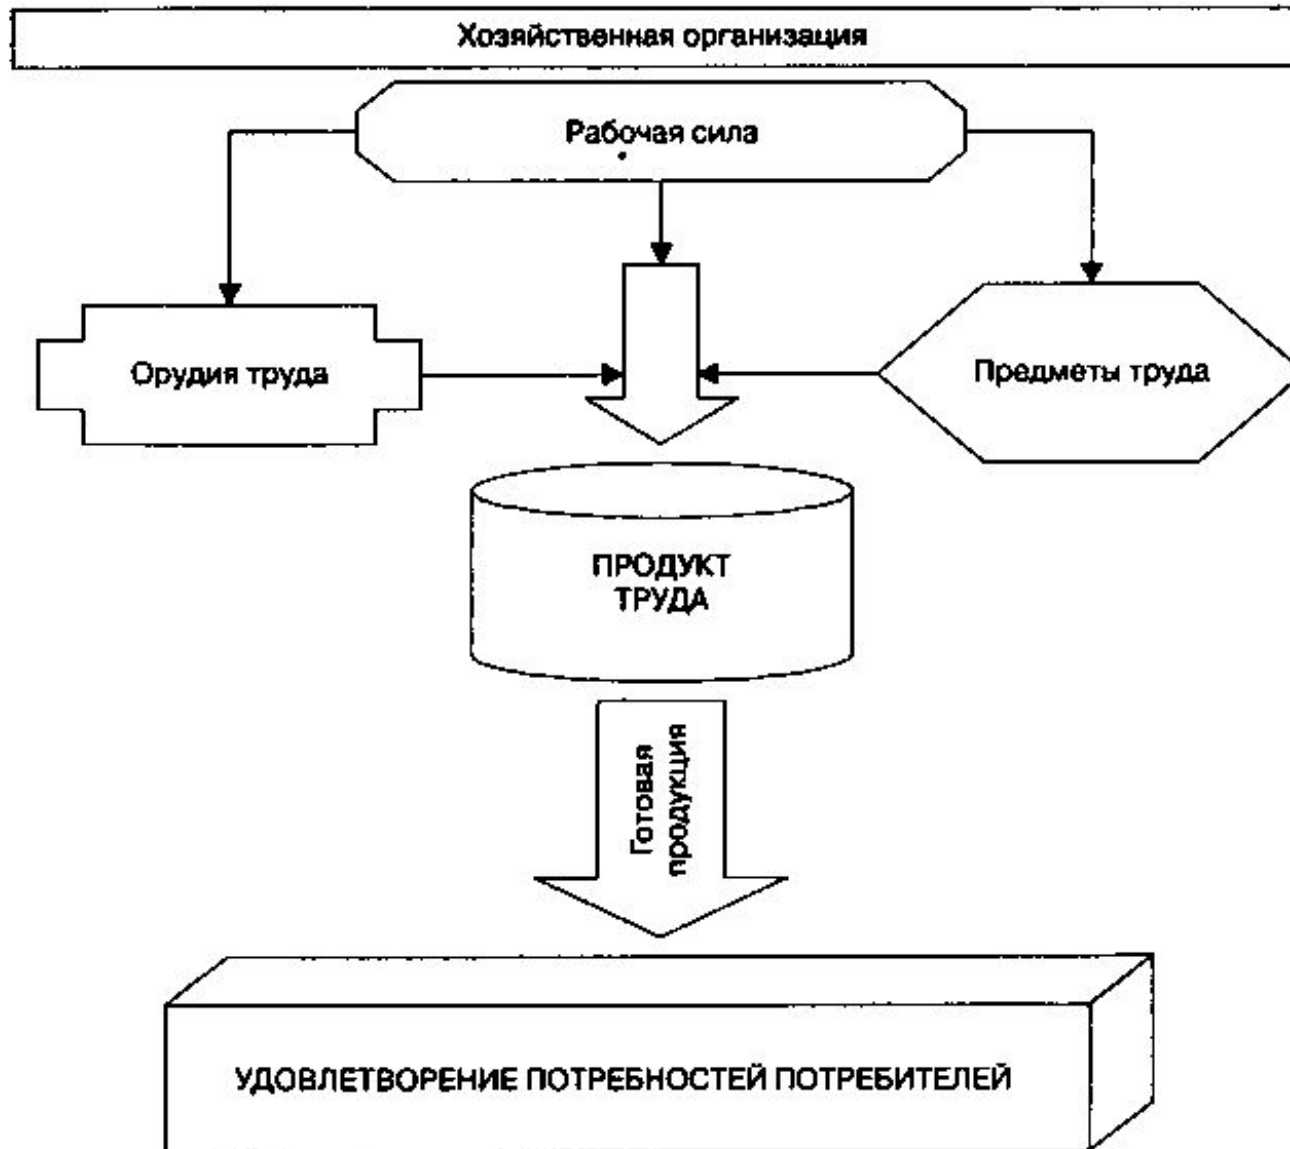 Хозяйственная организация
Рабочая сила
Орудия труда
Предметы труда
ПРОДУКТ
ТРУДА
Готовая
продукция
УДОВЛЕТВОРЕНИЕ ПОТРЕБНОСТЕЙ ПОТРЕБИТЕЛЕЙ